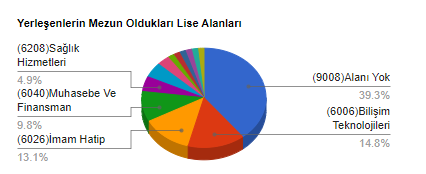 Yerleşenlerin Mezun Oldukları Lise Alanları
(6208)Sağlık
Hizmetleri
4.9%
(6040)Muhasebe Ve
Finansman
9.8%
(6026)İmam Hatip
13.1%
(9008)Alanı Yok
39.3%
(6006)Bilişim
Teknolojileri
14.8%